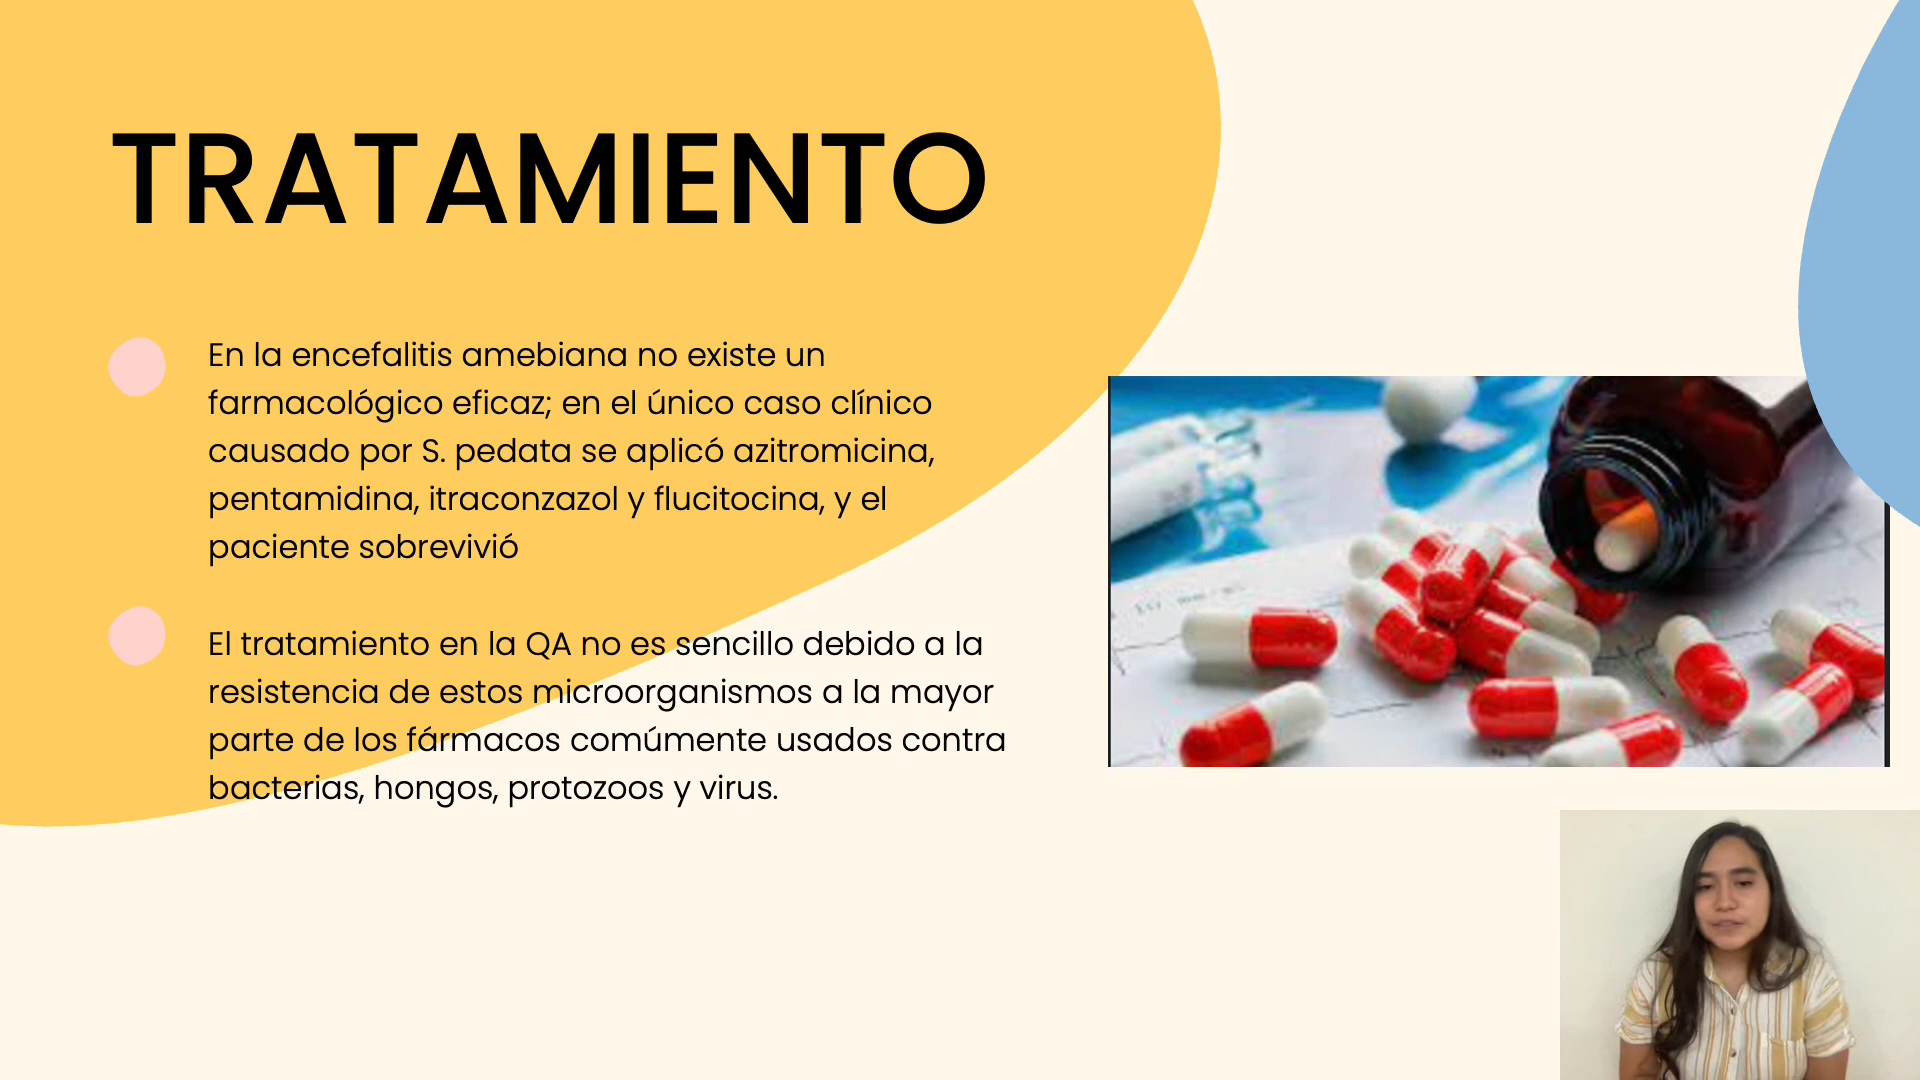 TRATAMIENTO
En la encefalitis amebiana no existe un
farmacológico eficaz; en el único caso clínico
causado por S. pedata se aplicó azitromicina,
pentamidina, itraconzazol y flucitocina, y el
paciente sobrevivió
El tratamiento en la QA no es sencillo debido a la
resistencia de estos microorganismos a la mayor
parte de los fármacos comúmente usados contra
bacterias, hongos, protozoos y virus.